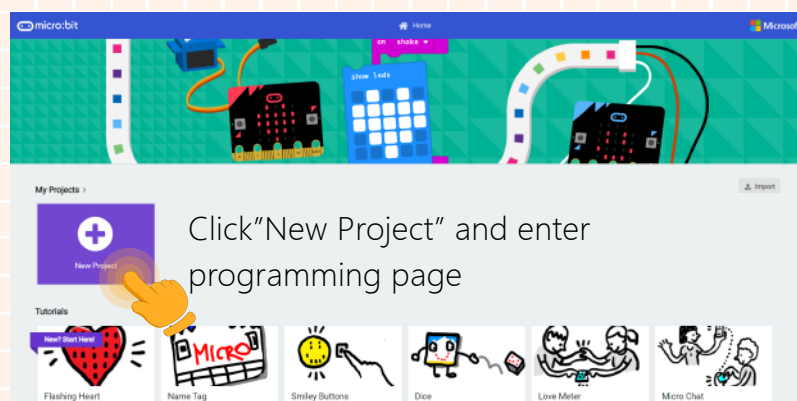 micro:bit
Home
Microsof
on shake
show leds
My Projects >
Import
New Project
Click”New Project” and enter
programming page
Tutorials
New? Start Here!
MICRO
Flashing Heart
Name Tag
Smiley Buttons
Dice
Love Meter
Micro Chat